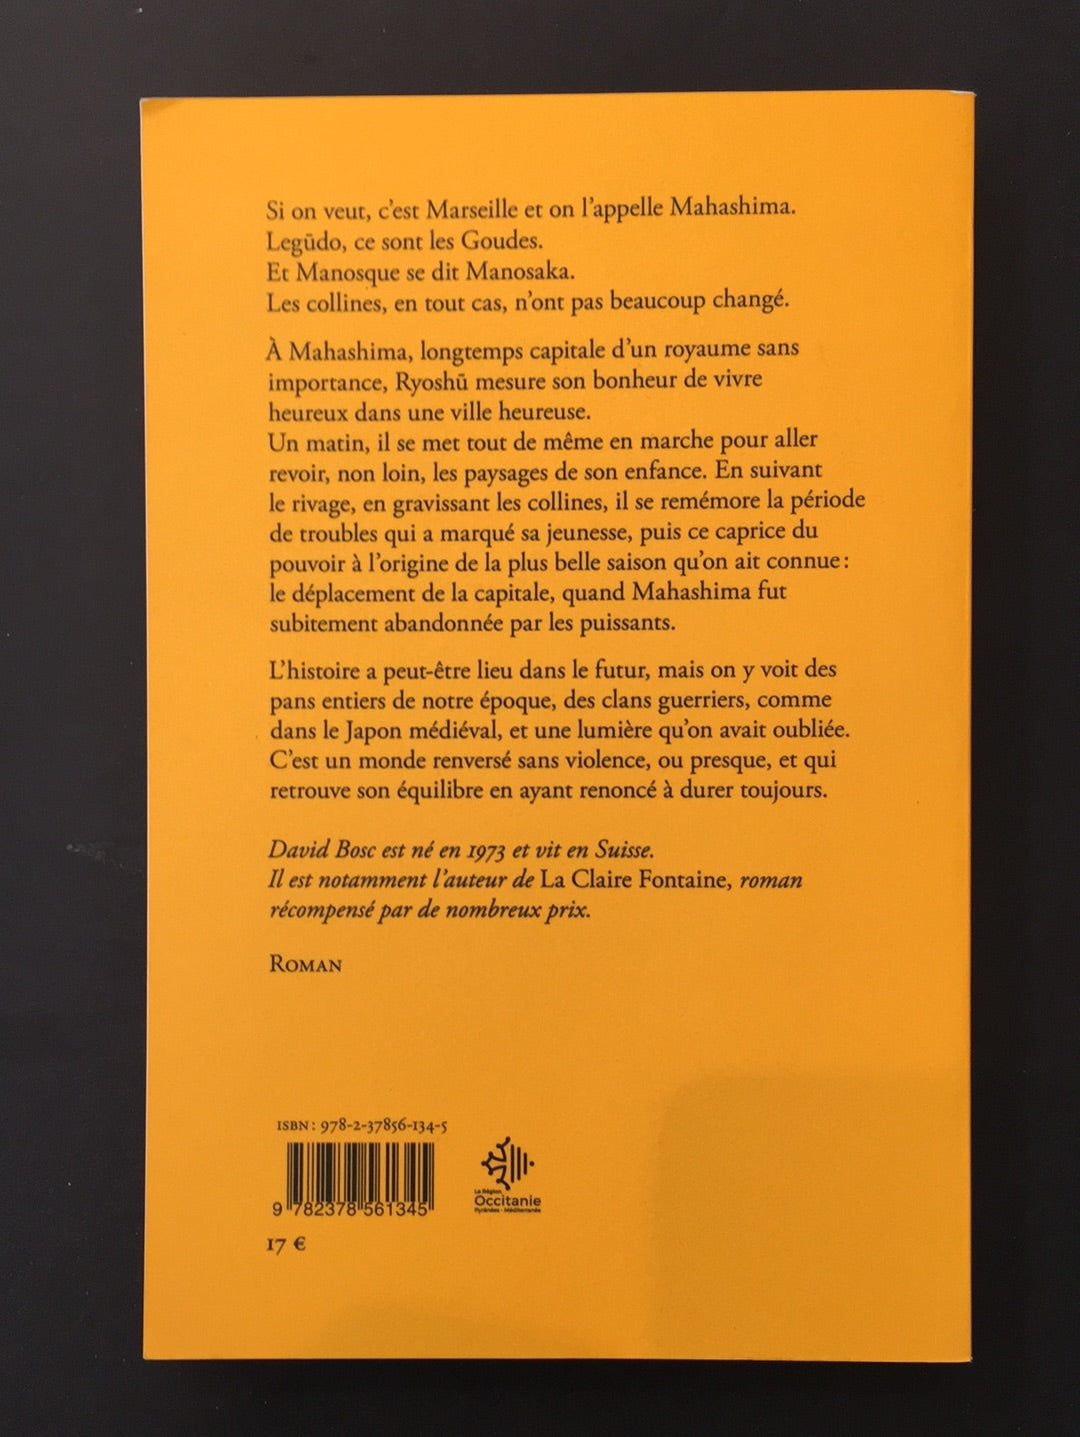 Si on veut, c’est Marseille et on l’appelle Mahashima.
Legūdo, ce sont les Goudes.
Et Manosque se dit Manosaka.
Les collines, en tout cas, n’ont pas beaucoup changé.
À Mahashima, longtemps capitale d’un royaume sans
importance, Ryoshū mesure son bonheur de vivre
heureux dans une ville heureuse.
Un matin, il se met tout de même en marche pour aller
revoir, non loin, les paysages de son enfance. En suivant
le rivage, en gravissant les collines, il se remémore la période
de troubles qui a marqué sa jeunesse, puis ce caprice du
pouvoir à l’origine de la plus belle saison qu’on ait connue :
le déplacement de la capitale, quand Mahashima fut
subitement abandonnée par les puissants.
L’histoire a peut-être lieu dans le futur, mais on y voit des
pans entiers de notre époque, des clans guerriers, comme
dans le Japon médiéval, et une lumière qu’on avait oubliée.
C’est un monde renversé sans violence, ou presque, et qui
retrouve son équilibre en ayant renoncé à durer toujours.
David Bosc est né en 1973 et vit en Suisse.
Il est notamment l’auteur de La Claire Fontaine, roman
récompensé par de nombreux prix.
ROMAN
ISBN : 978-2-37856-134-5
9 782378 561345
La Région
Occitanie
Pyrénées - Méditerranée
17 €